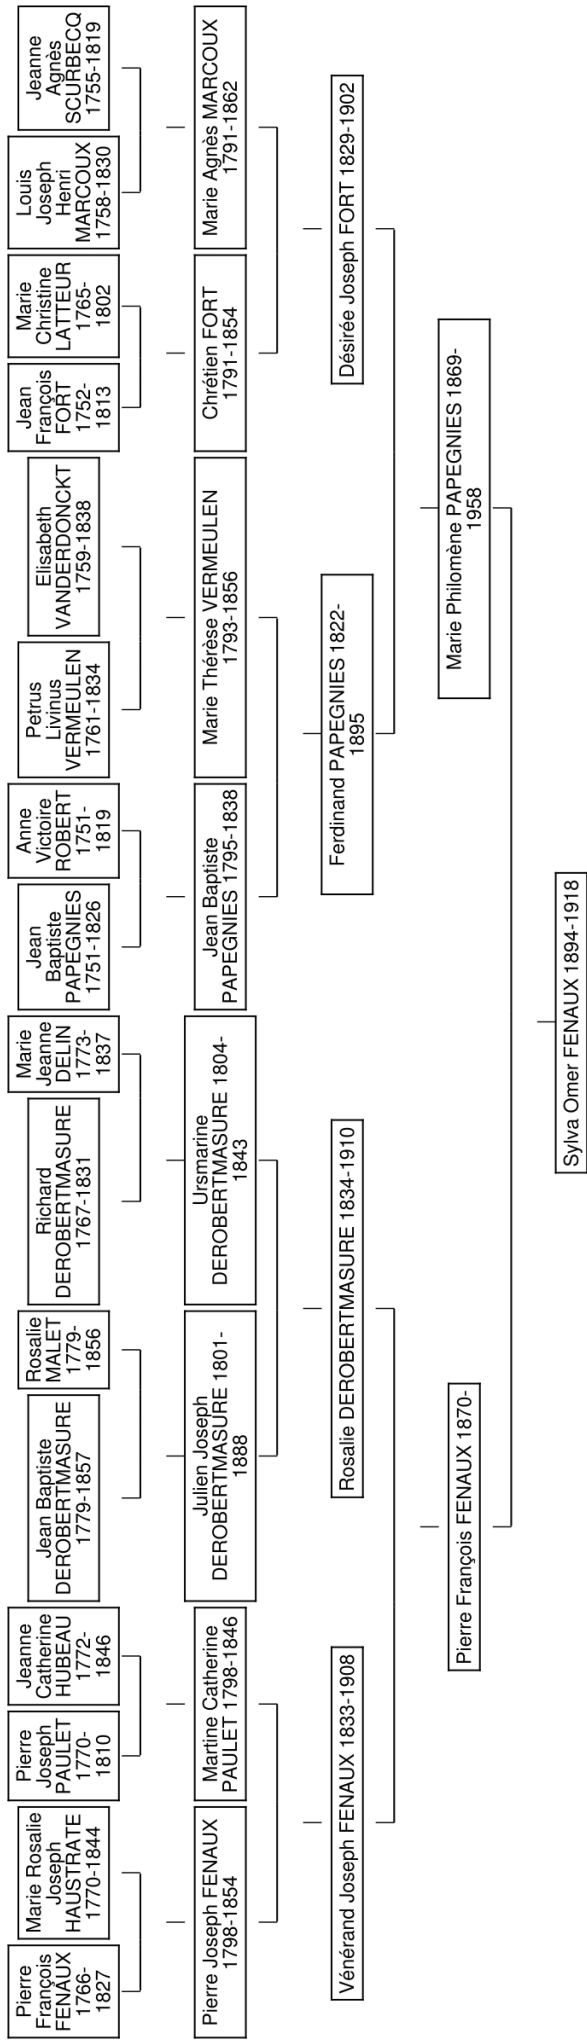 Pierre
François
FENAUX
1766-
1827
Marie Rosalie
Joseph
HAUSTRATE
1770-1844
Pierre
Joseph
PAULET
1770-
1810
Jeanne
Catherine
HUBEAU
1772-
1846
Jean Baptiste
DEROBERTMASURE
1779-1857
Rosalie
MALET
1779-
1856
Richard
DEROBERTMASURE
1767-1831
Marie
Jeanne
DELIN
1773-
1837
Jean
Baptiste
PAPEGNIES
1751-1826
Anne
Victoire
ROBERT
1751-
1819
Petrus
Livinus
VERMEULEN
1761-1834
Elisabeth
VANDERDONCKT
1759-1838
Jean
François
FORT
1752-
1813
Marie
Christine
LATTEUR
1765-
1802
Louis
Joseph
Henri
MARCOUX
1758-1830
Jeanne
Agnès
SCURBECQ
1755-1819
Pierre Joseph FENAUX
1798-1854
Martine Catherine
PAULET 1798-1846
Julien Joseph
DEROBERTMASURE 1801-
1888
Ursmarine
DEROBERTMASURE 1804-
1843
Jean Baptiste
PAPEGNIES 1795-1838
Marie Thérèse VERMEULEN
1793-1856
Chrétien FORT
1791-1854
Marie Agnès MARCOUX
1791-1862
Vénérand Joseph FENAUX 1833-1908
Rosalie DEROBERTMASURE 1834-1910
Ferdinand PAPEGNIES 1822-
1895
Désirée Joseph FORT 1829-1902
Pierre François FENAUX 1870-
Marie Philomène PAPEGNIES 1869-
1958
Sylva Omer FENAUX 1894-1918